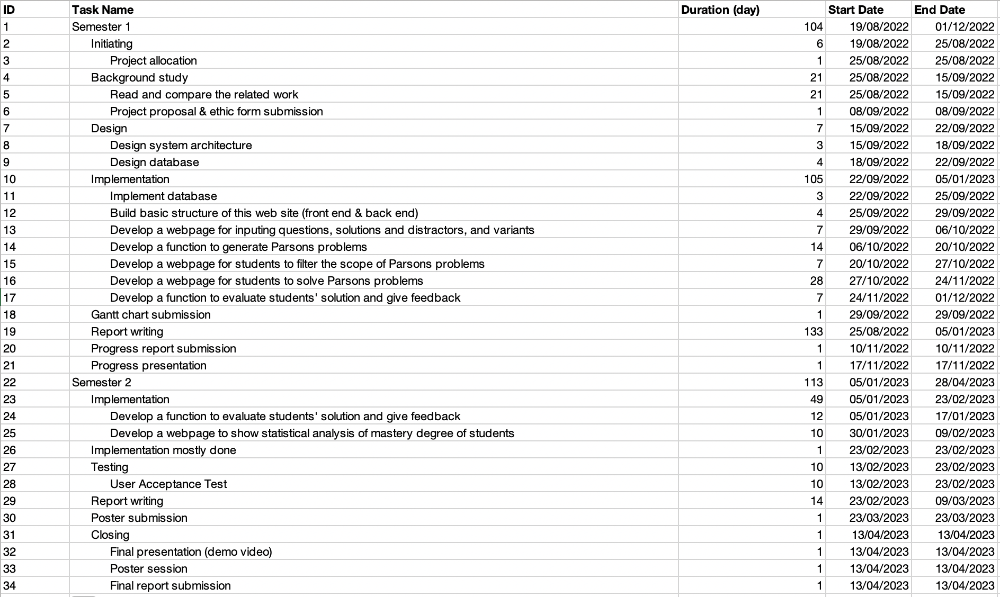 ID Task Name Duration (day) Start Date End Date
1 Semester 1 104 19/08/2022 01/12/2022
2 Initiating 6 19/08/2022 25/08/2022
3 Project allocation 1 25/08/2022 25/08/2022
4 Background study 21 25/08/2022 15/09/2022
5 Read and compare the related work 21 25/08/2022 15/09/2022
6 Project proposal & ethic form submission 1 08/09/2022 08/09/2022
7 Design 7 15/09/2022 22/09/2022
8 Design system architecture 3 15/09/2022 18/09/2022
9 Design database 4 18/09/2022 22/09/2022
10 Implementation 105 22/09/2022 05/01/2023
11 Implement database 3 22/09/2022 25/09/2022
12 Build basic structure of this web site (front end & back end) 4 25/09/2022 29/09/2022
13 Develop a webpage for inputing questions, solutions and distractors, and variants 7 29/09/2022 06/10/2022
14 Develop a function to generate Parsons problems 14 06/10/2022 20/10/2022
15 Develop a webpage for students to filter the scope of Parsons problems 7 20/10/2022 27/10/2022
16 Develop a webpage for students to solve Parsons problems 28 27/10/2022 24/11/2022
17 Develop a function to evaluate students' solution and give feedback 7 24/11/2022 01/12/2022
18 Gantt chart submission 1 29/09/2022 29/09/2022
19 Report writing 133 25/08/2022 05/01/2023
20 Progress report submission 1 10/11/2022 10/11/2022
21 Progress presentation 1 17/11/2022 17/11/2022
22 Semester 2 113 05/01/2023 28/04/2023
23 Implementation 49 05/01/2023 23/02/2023
24 Develop a function to evaluate students' solution and give feedback 12 05/01/2023 17/01/2023
25 Develop a webpage to show statistical analysis of mastery degree of students 10 30/01/2023 09/02/2023
26 Implementation mostly done 1 23/02/2023 23/02/2023
27 Testing 10 13/02/2023 23/02/2023
28 User Acceptance Test 10 13/02/2023 23/02/2023
29 Report writing 14 23/02/2023 09/03/2023
30 Poster submission 1 23/03/2023 23/03/2023
31 Closing 1 13/04/2023 13/04/2023
32 Final presentation (demo video) 1 13/04/2023 13/04/2023
33 Poster session 1 13/04/2023 13/04/2023
34 Final report submission 1 13/04/2023 13/04/2023